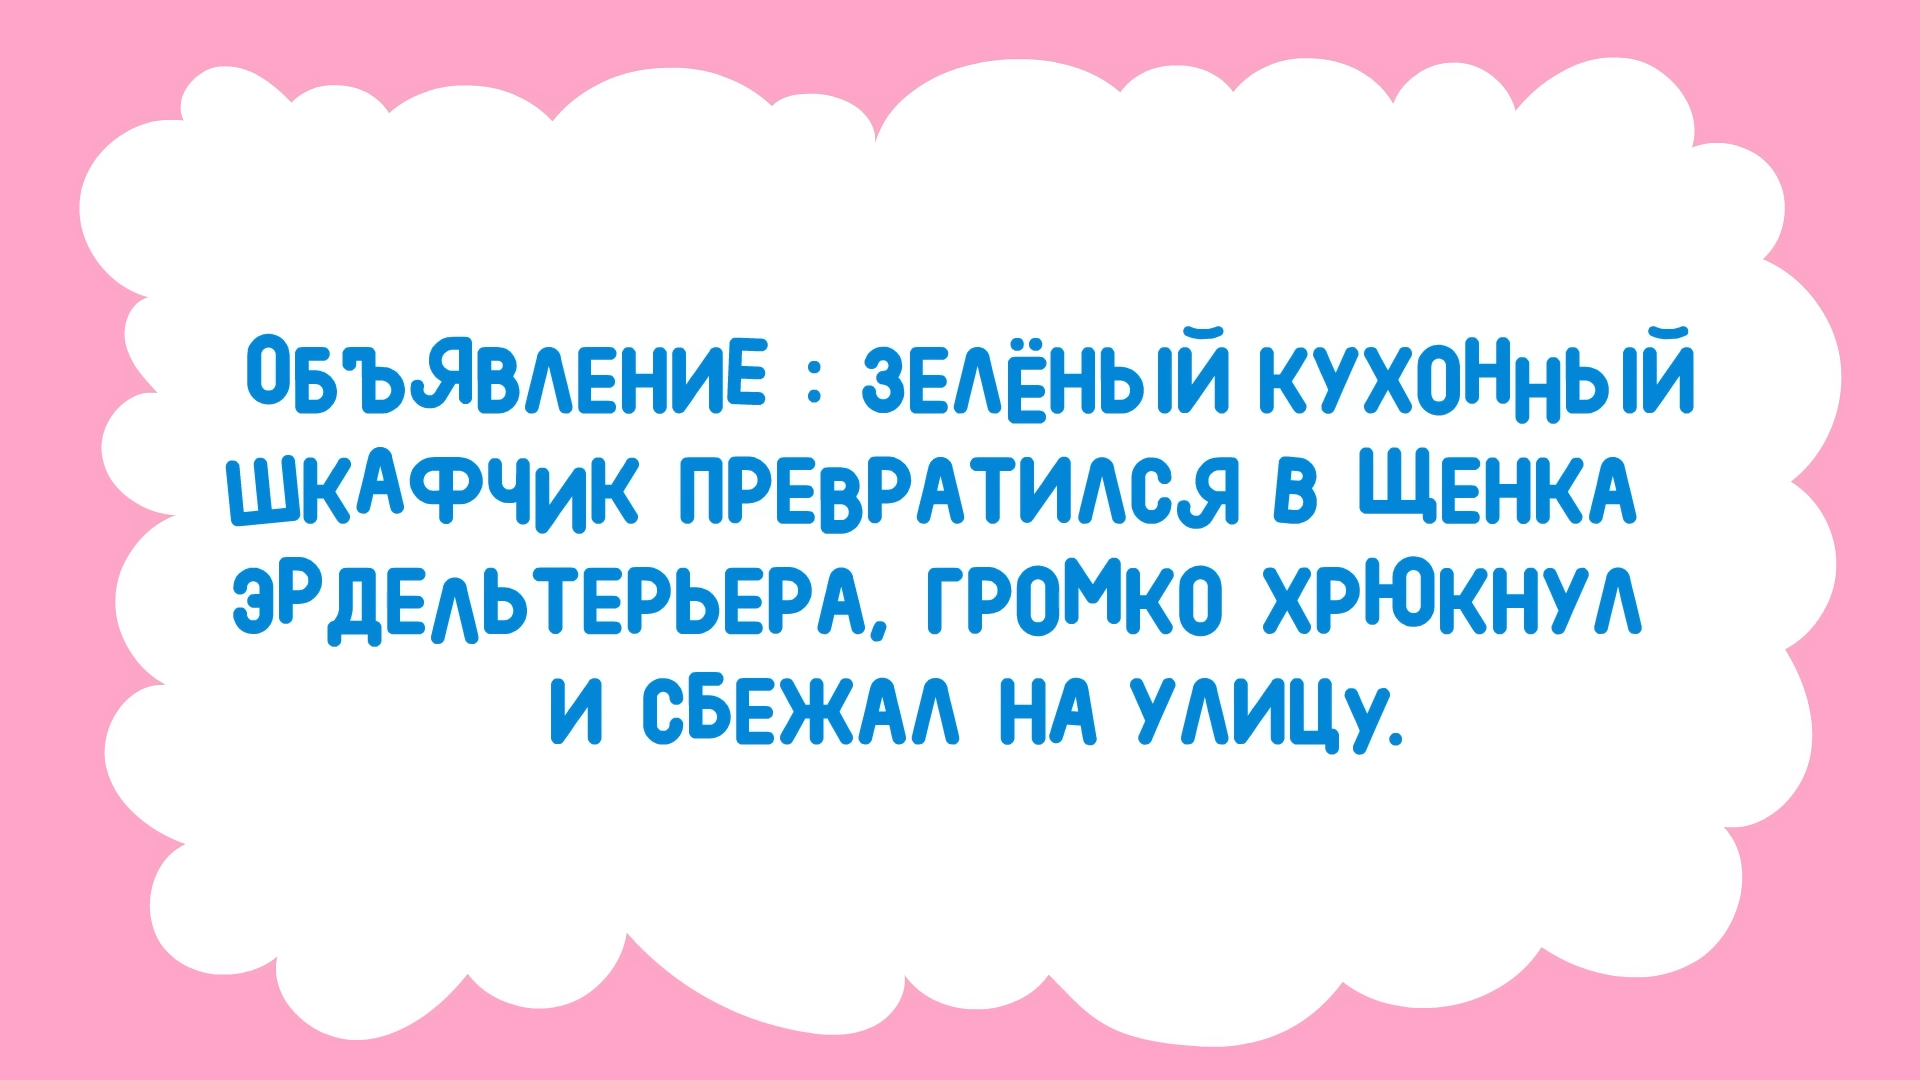 ОБЪЯВЛЕНИЕ : ЗЕЛЁНЫЙ КУХОННЫЙ
ШКАФЧИК ПРЕВРАТИЛСЯ В ЩЕНКА
ЭРДЕЛЬТЕРЬЕРА, ГРОМКО ХРЮКНУЛ
И СБЕЖАЛ НА УЛИЦУ.